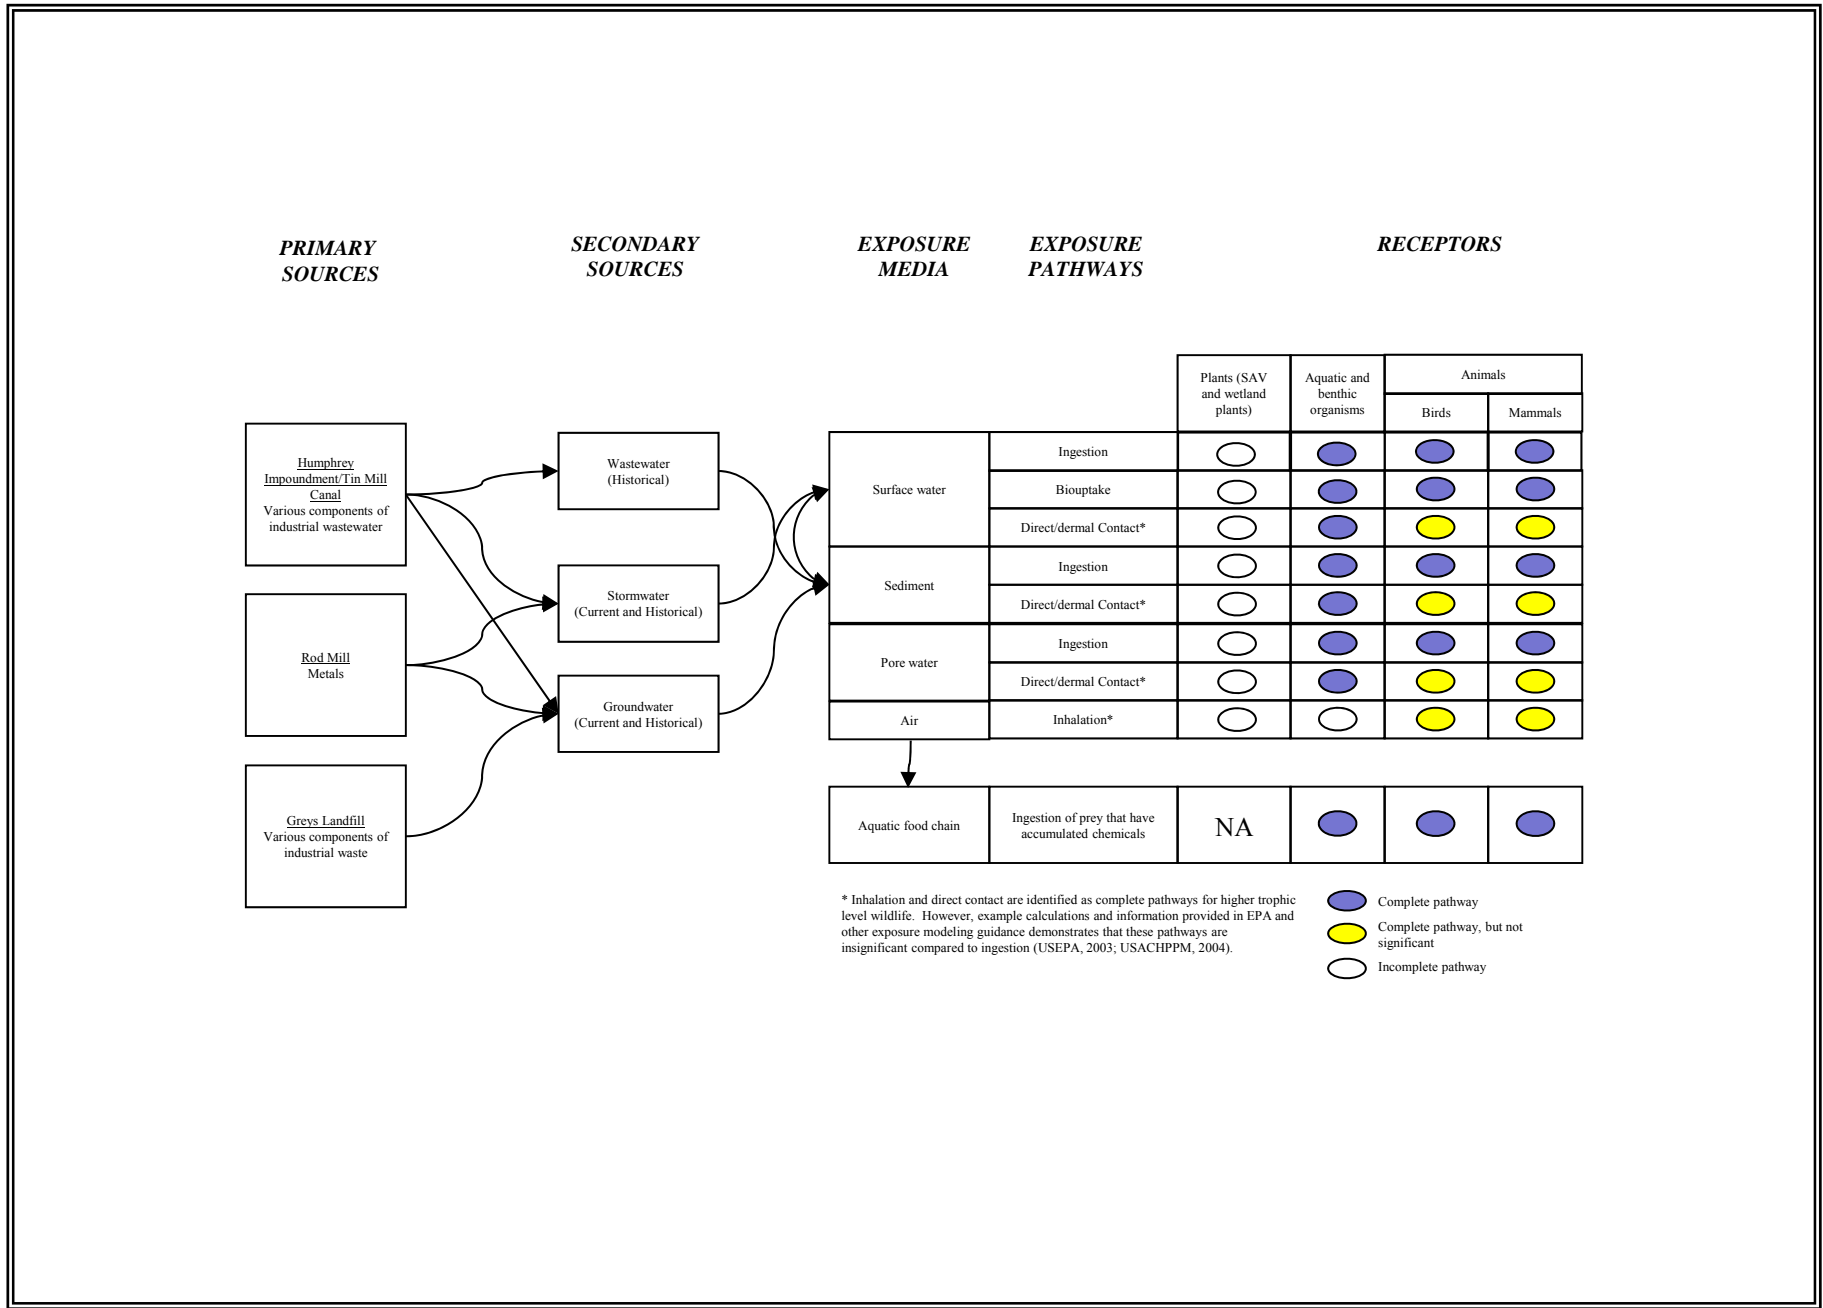 PRIMARY
SOURCES
SECONDARY
SOURCES
EXPOSURE
MEDIA
EXPOSURE
PATHWAYS
RECEPTORS
Plants (SAV
and wetland
plants)
Aquatic and
benthic
organisms
Animals
Birds
Mammals
Humphrey
Impoundment/Tin Mill
Canal
Various components of
industrial wastewater
Rod Mill
Metals
Greys Landfill
Various components of
industrial waste
Wastewater
(Historical)
Stormwater
(Current and Historical)
Groundwater
(Current and Historical)
Surface water
Ingestion
Biouptake
Direct/dermal Contact*
Sediment
Ingestion
Direct/dermal Contact*
Pore water
Ingestion
Direct/dermal Contact*
Air
Inhalation*
Aquatic food chain
Ingestion of prey that have
accumulated chemicals
NA
* Inhalation and direct contact are identified as complete pathways for higher trophic
level wildlife.  However, example calculations and information provided in EPA and
other exposure modeling guidance demonstrates that these pathways are
insignificant compared to ingestion (USEPA, 2003; USACHPPM, 2004).
Complete pathway
Complete pathway, but not
significant
Incomplete pathway